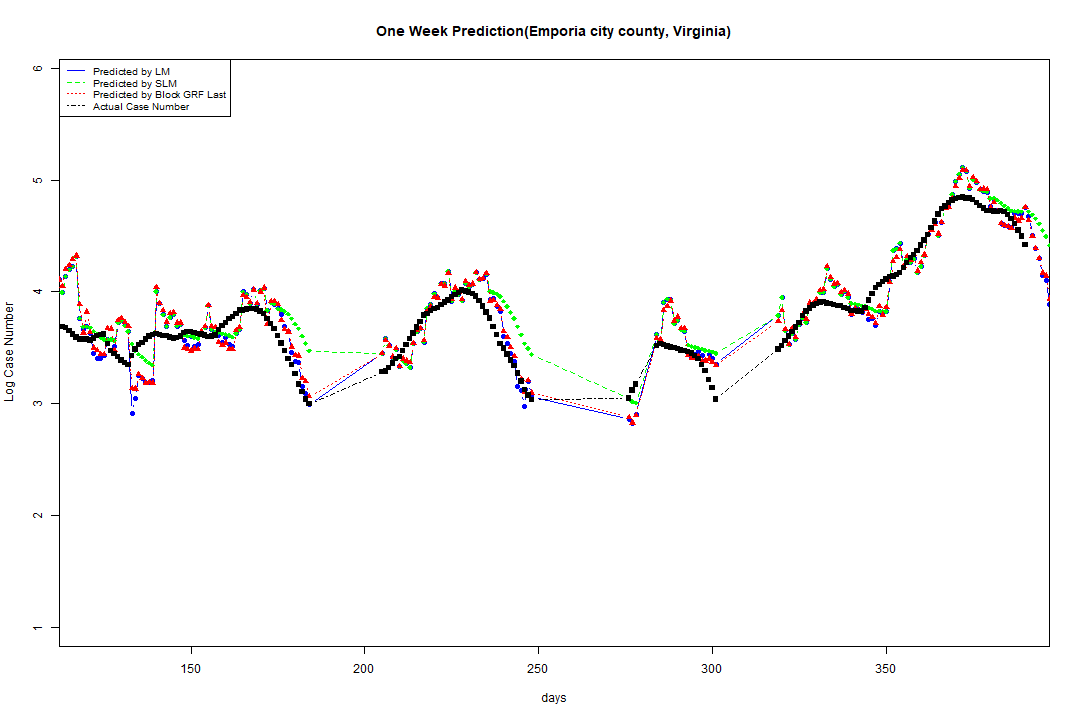 One Week Prediction(Emporia city county, Virginia)
Predicted by LM
Predicted by SLM
Predicted by Block GRF Last
Actual Case Number
Log Case Number
6
5
4
3
2
1
150 200 250 300 350
days